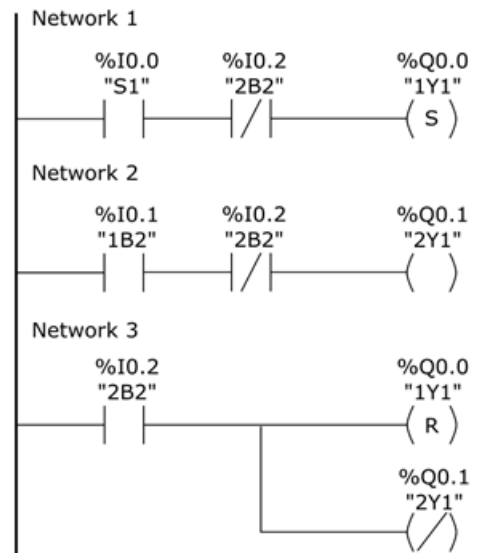 Network 1
%I0.0 %I0.2 %Q0.0
"S1" "2B2" "1Y1"
S
Network 2
%I0.1 %I0.2 %Q0.1
"1B2" "2B2" "2Y1"
Network 3
%I0.2 %Q0.0
"2B2" "1Y1"
R
%Q0.1
"2Y1"